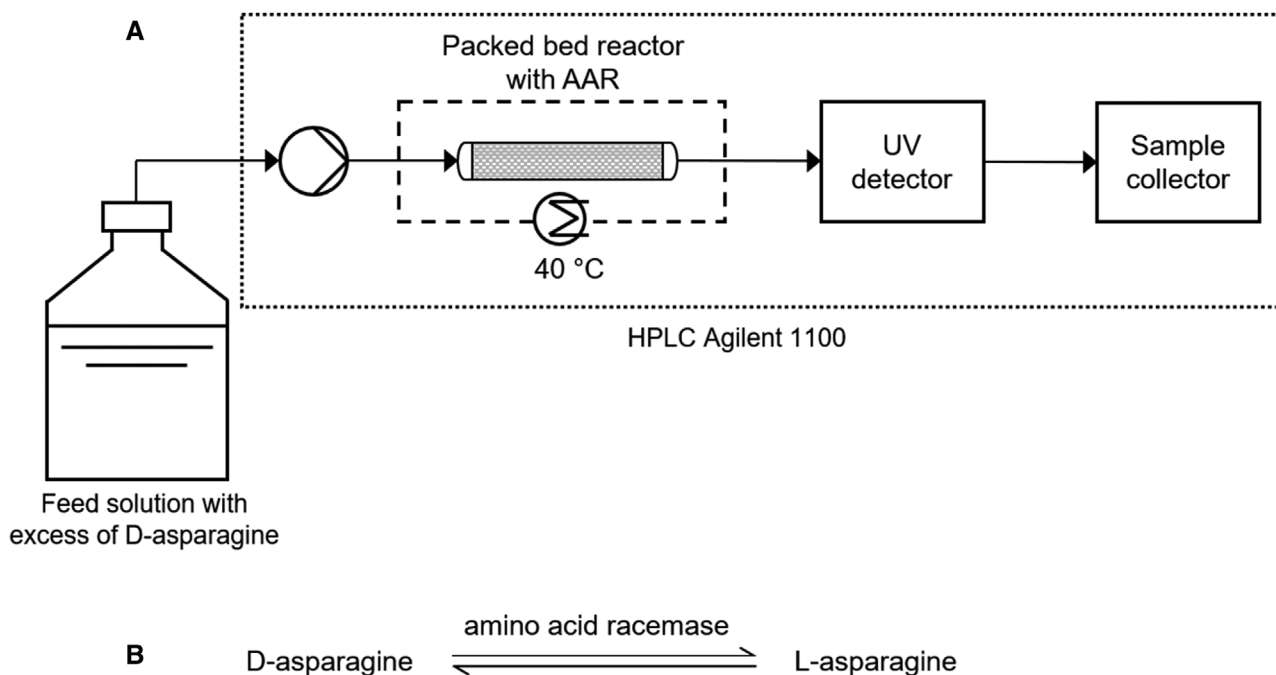 A
Packed bed reactor
with AAR
UV
detector
Sample
collector
40 °C
HPLC Agilent 1100
Feed solution with
excess of D-asparagine
B
amino acid racemase
D-asparagine
L-asparagine